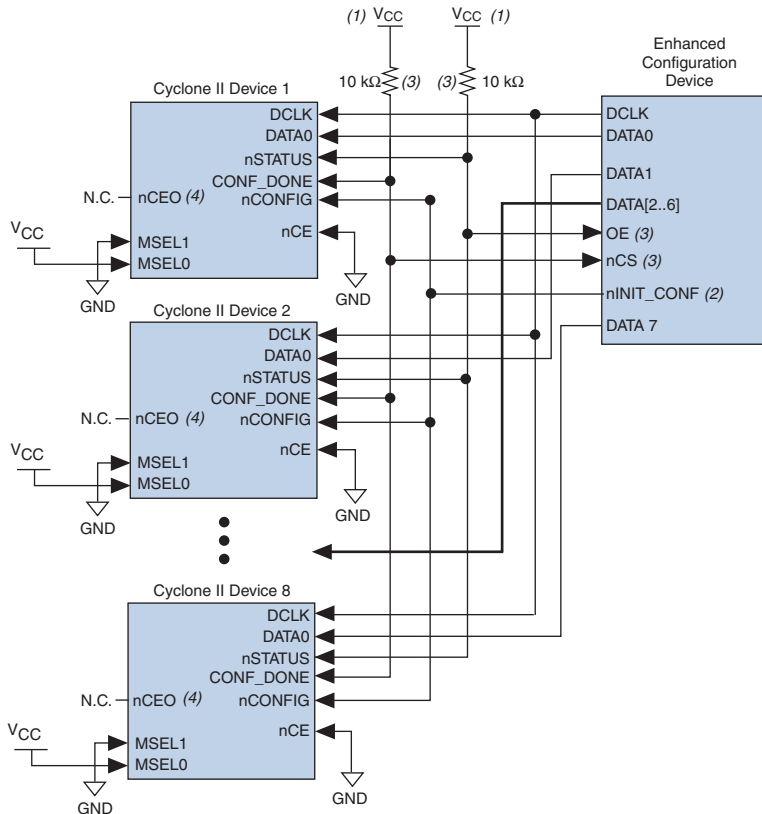 (1) VCC
VCC (1)
10 kΩ (3)
(3) 10 kΩ
Enhanced
Configuration
Device
DCLK
DATA0
DATA1
DATA[2..6]
OE (3)
nCS (3)
nINIT_CONF (2)
DATA 7
Cyclone II Device 1
DCLK
DATA0
nSTATUS
CONF_DONE
nCONFIG
N.C. nCEO (4)
nCE
VCC
MSEL1
MSEL0
GND
GND
Cyclone II Device 2
DCLK
DATA0
nSTATUS
CONF_DONE
nCONFIG
N.C. nCEO (4)
nCE
VCC
MSEL1
MSEL0
GND
GND
Cyclone II Device 8
DCLK
DATA0
nSTATUS
CONF_DONE
nCONFIG
N.C. nCEO (4)
nCE
VCC
MSEL1
MSEL0
GND
GND